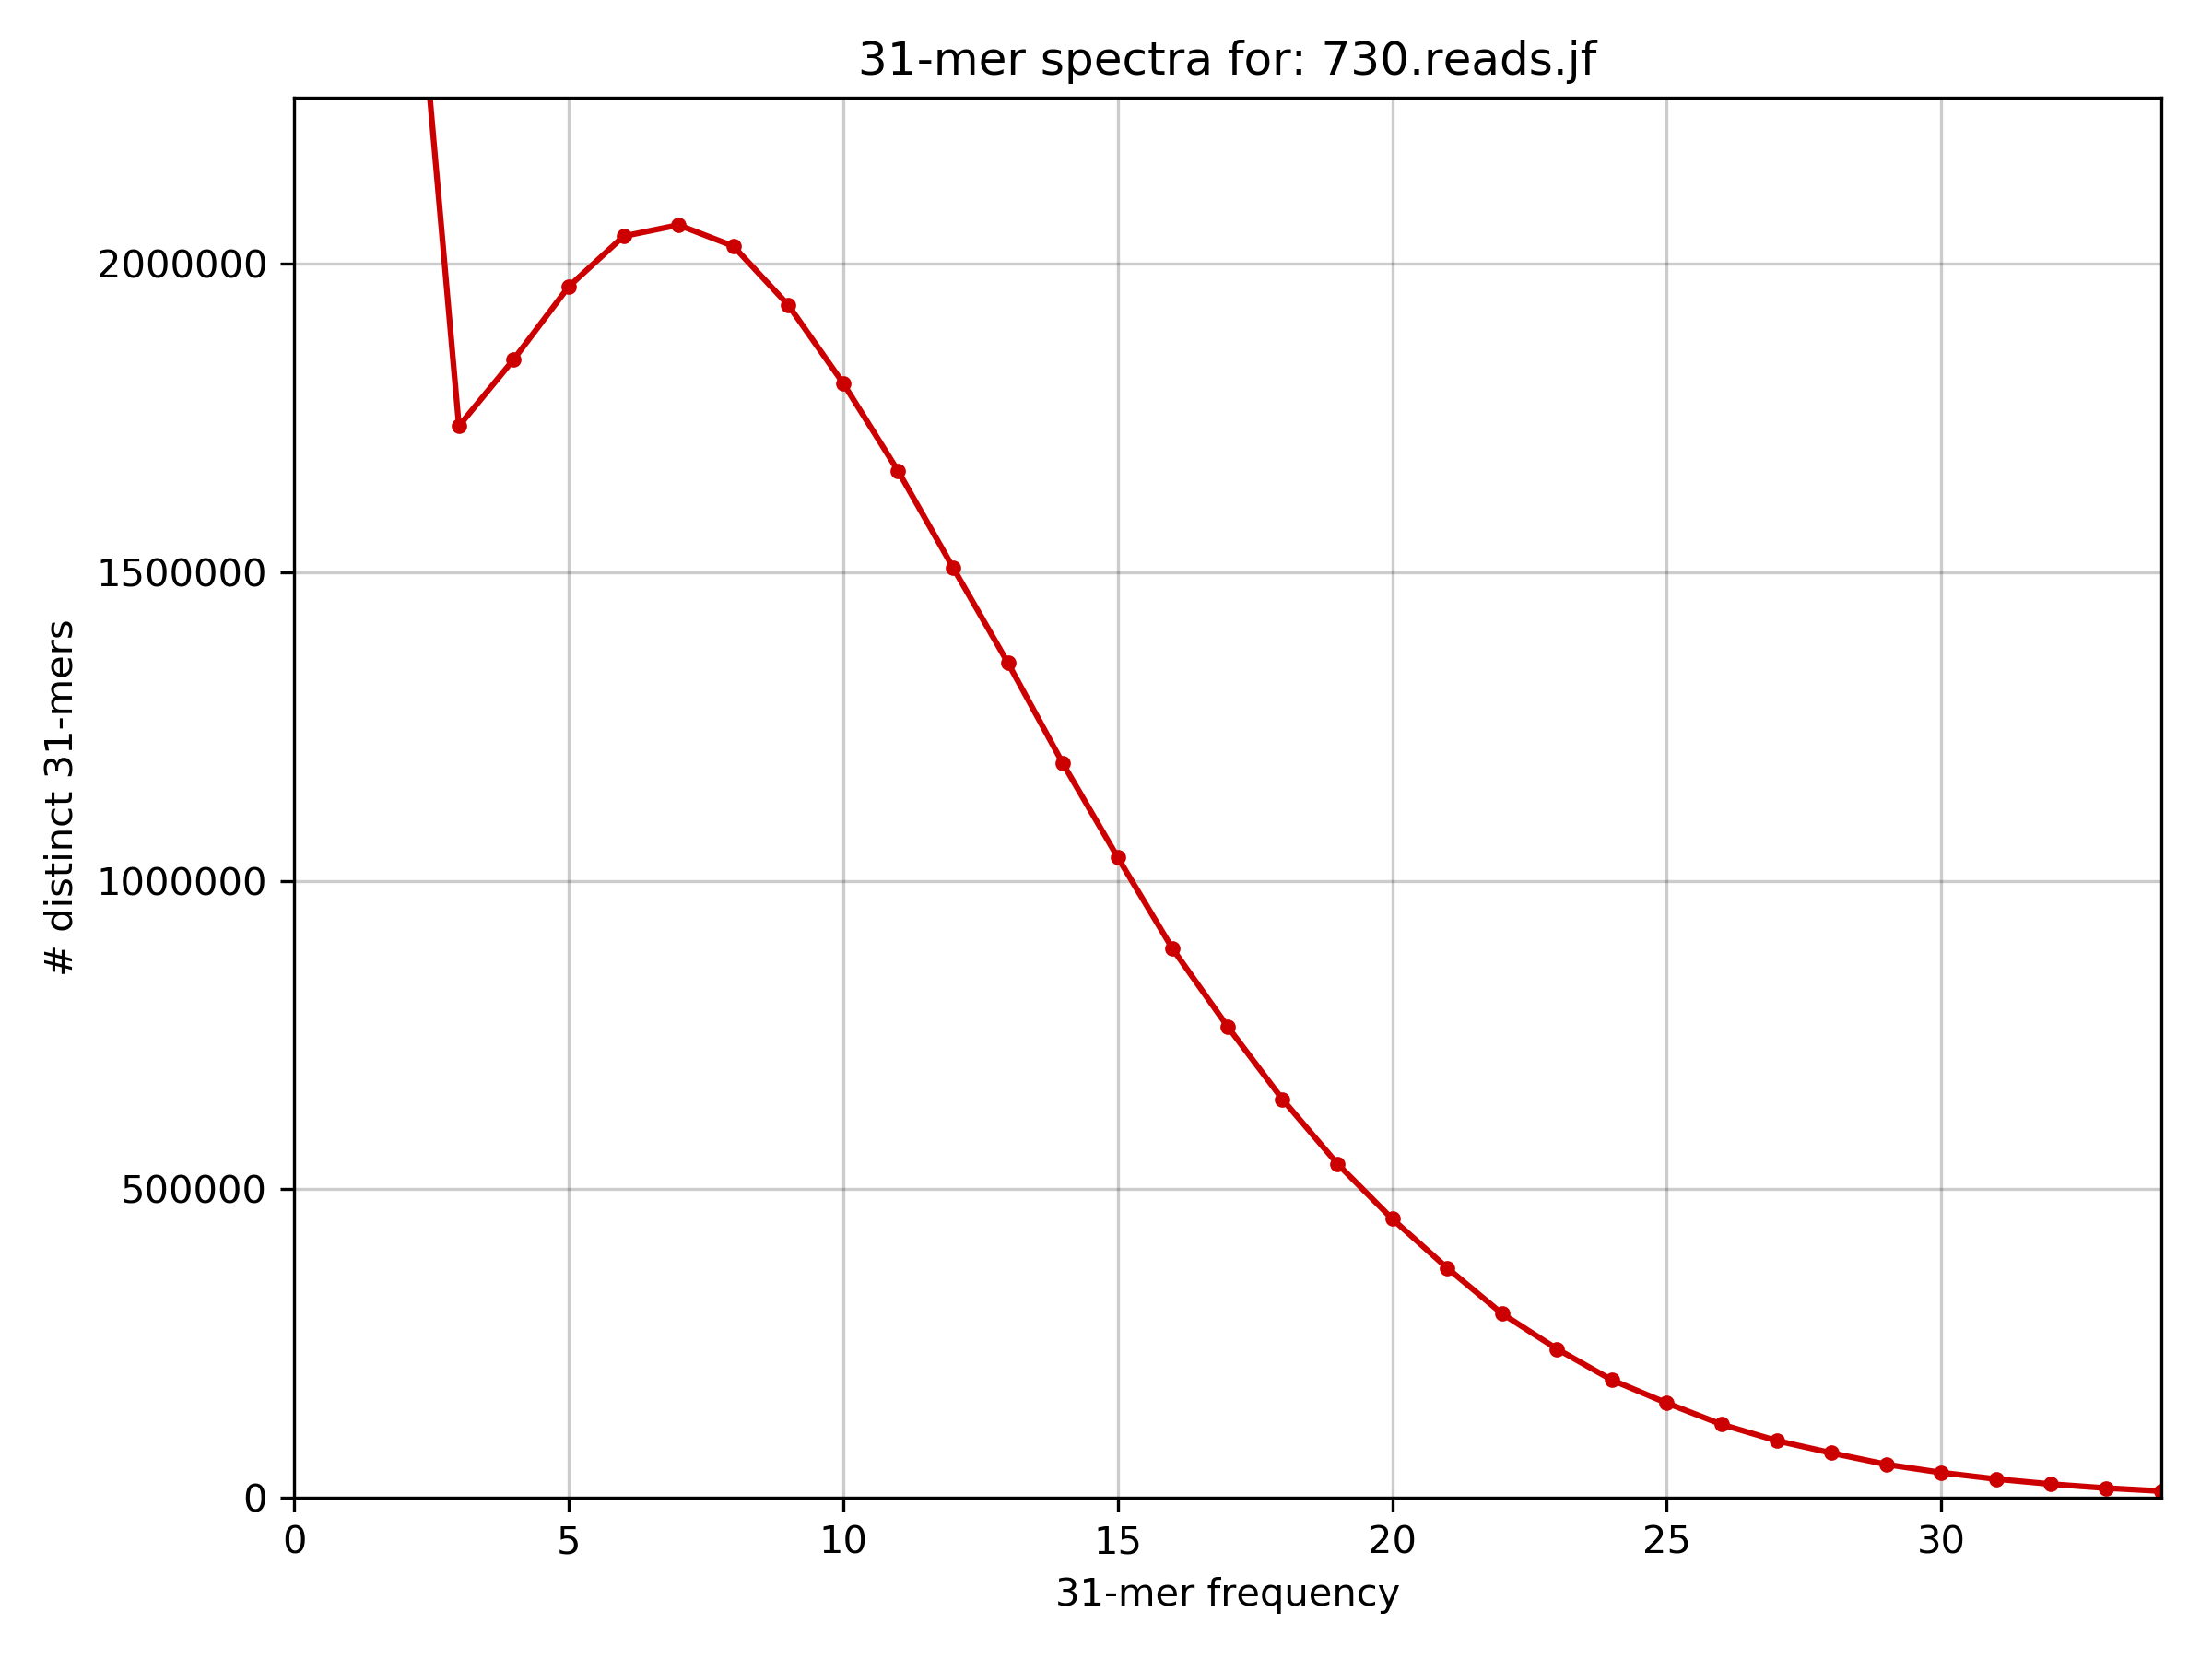 31-mer spectra for: 730.reads.jf
# distinct 31-mers
2000000
1500000
1000000
500000
0
0 5 10 15 20 25 30
31-mer frequency